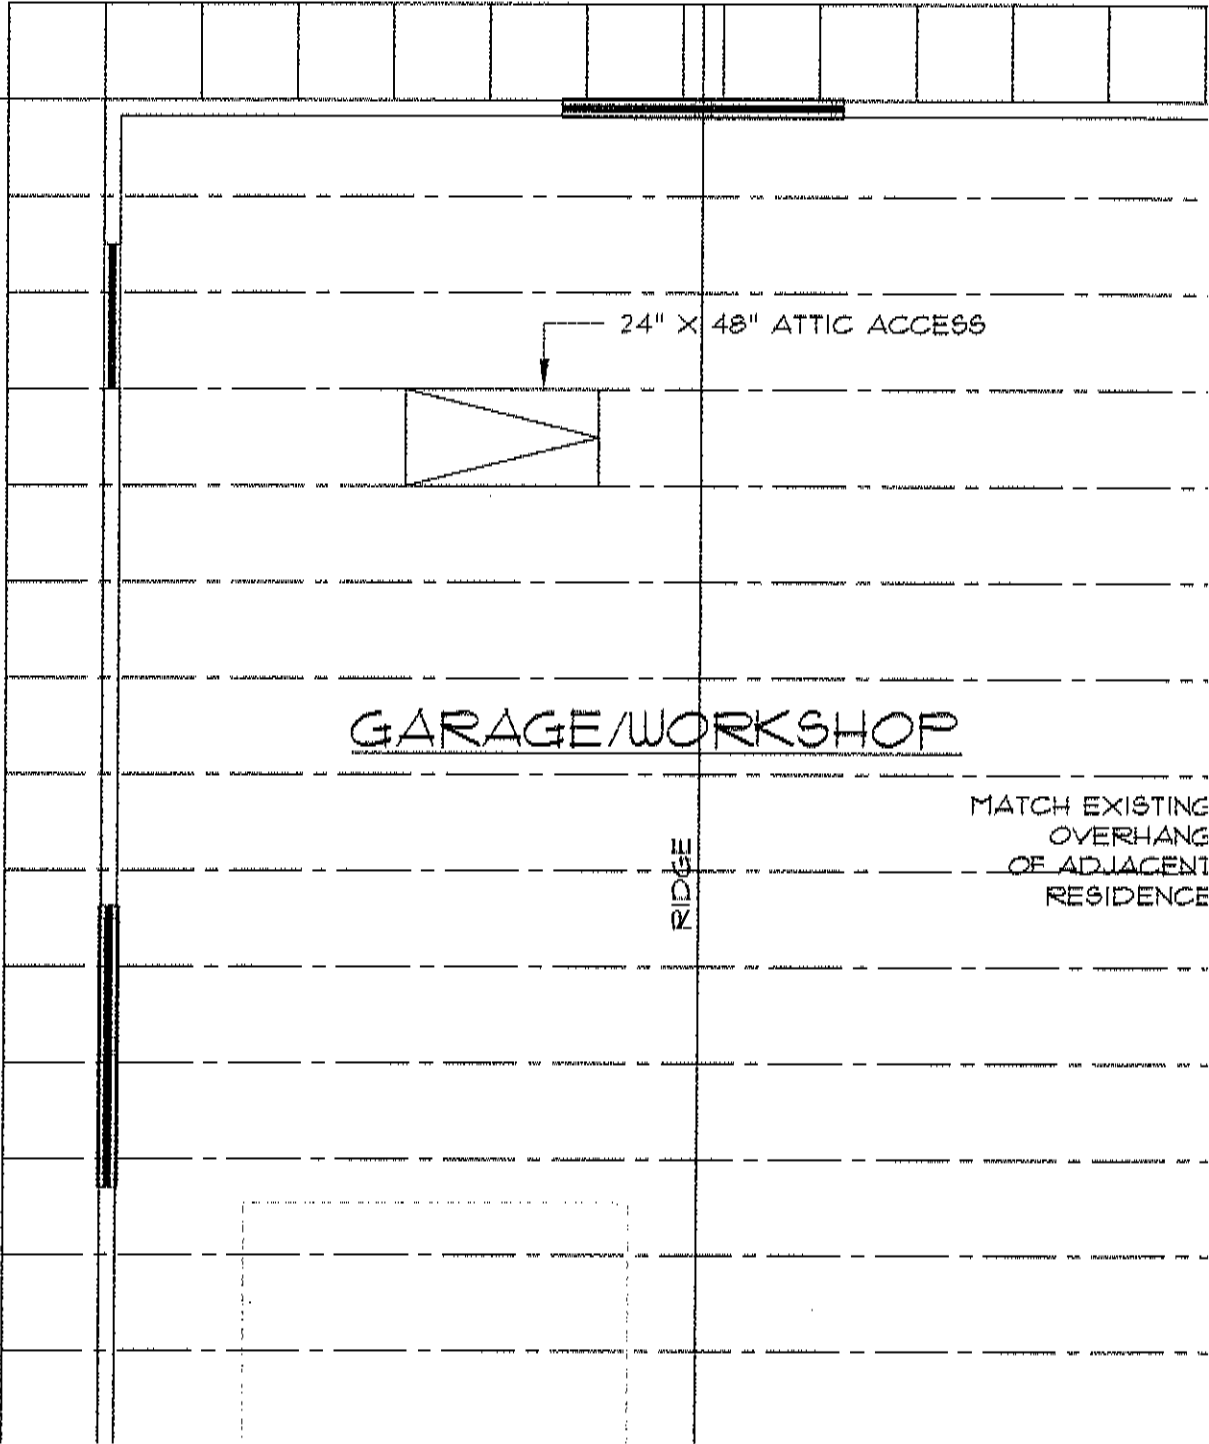 24" X 48" ATTIC ACCESS
GARAGE/WORKSHOP
MATCH EXISTING
OVERHANG
OF ADJACENT
RESIDENCE
RIDGE